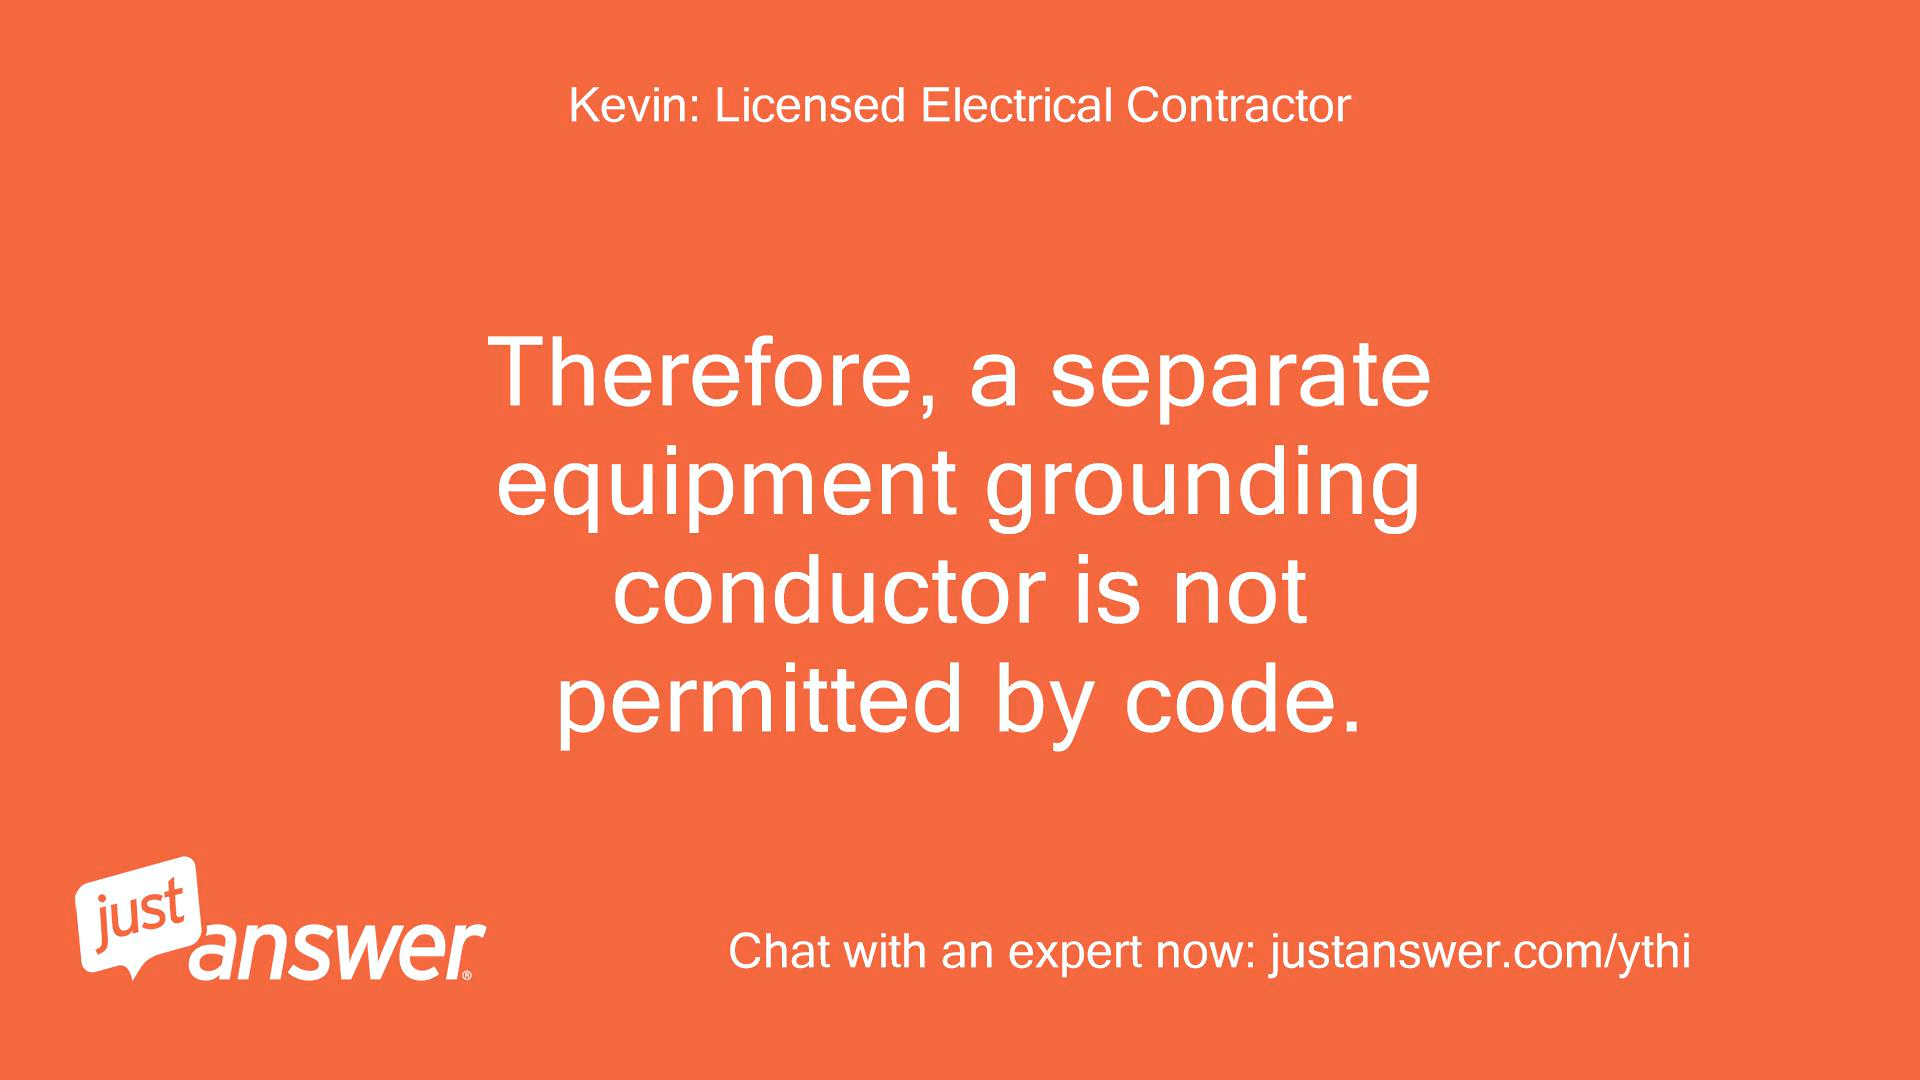 Kevin: Licensed Electrical Contractor
Therefore, a separate
equipment grounding
conductor is not
permitted by code.
just
answer®
Chat with an expert now: justanswer.com/ythi